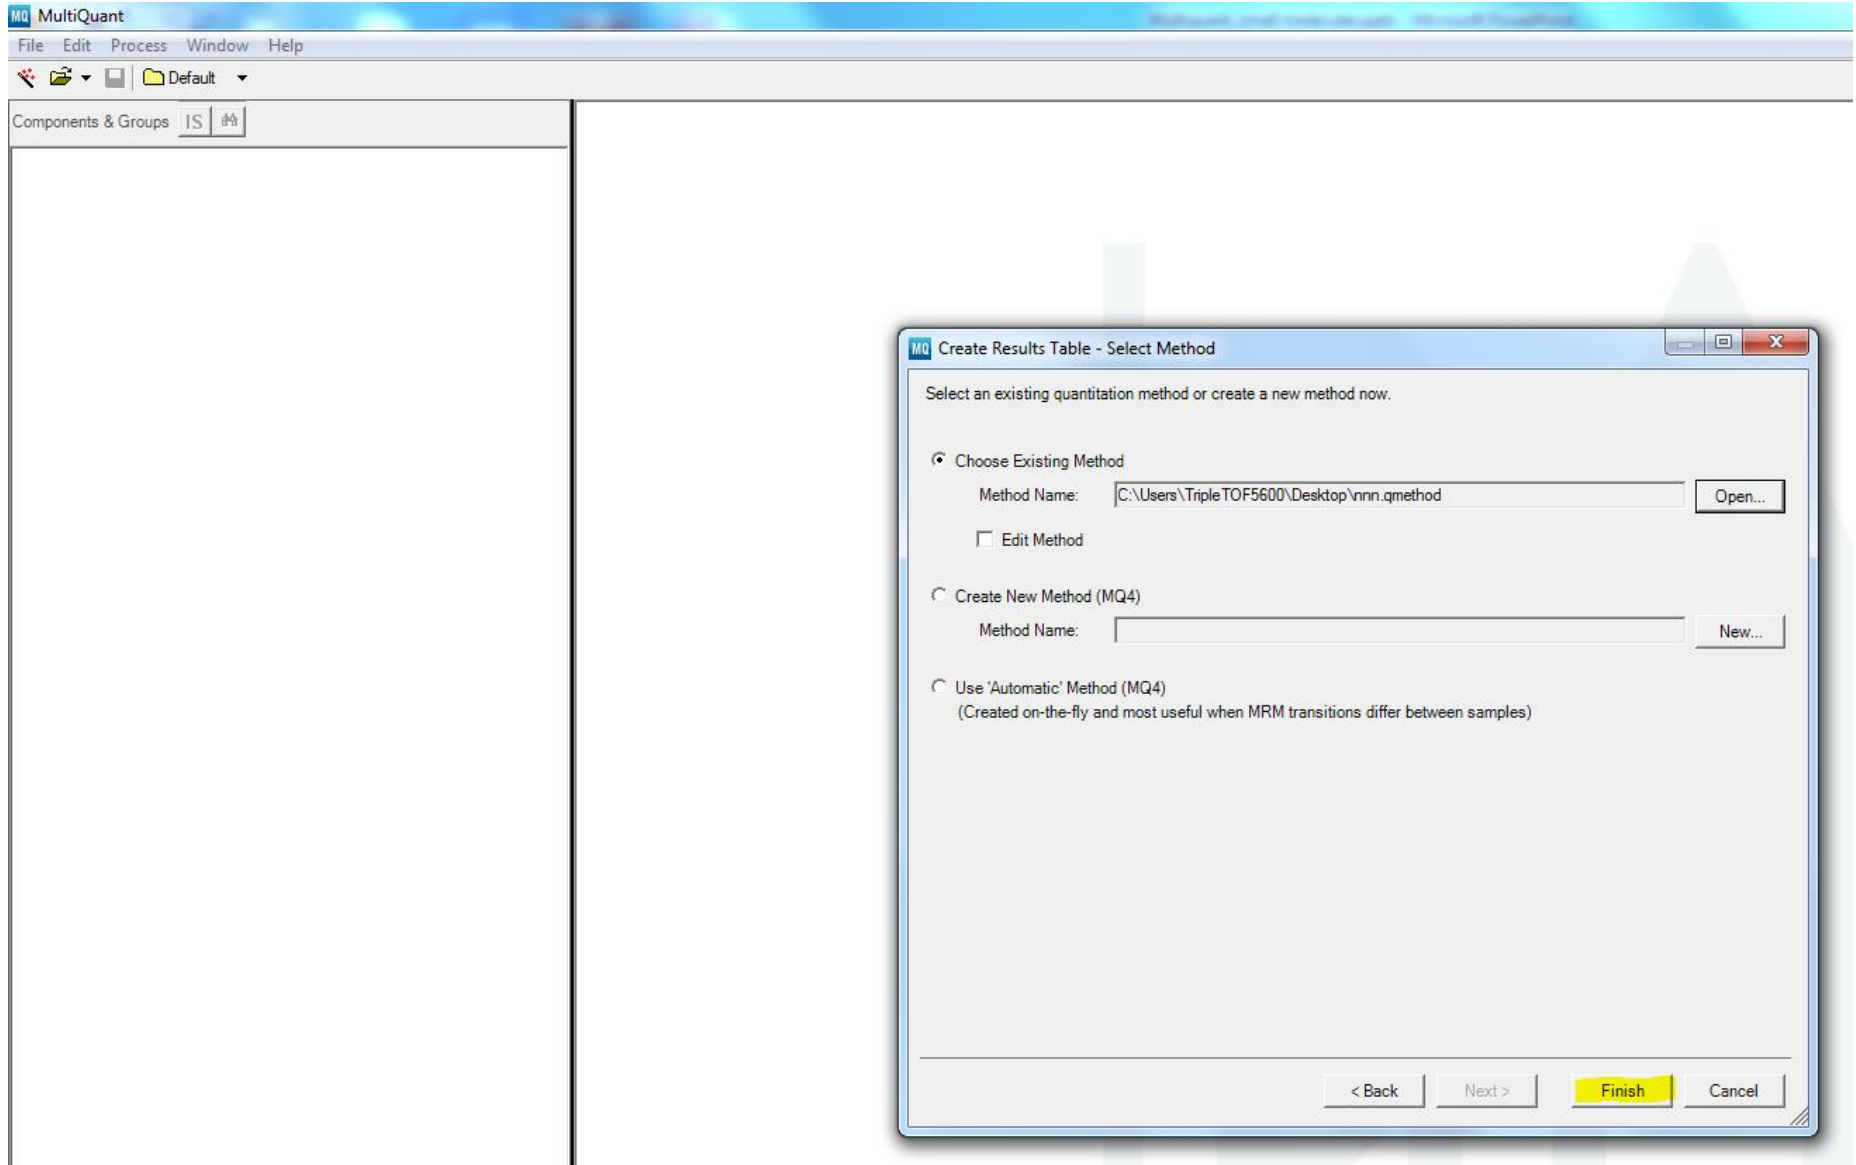 MQ MultiQuant
File Edit Process Window Help
Default
Components & Groups IS
MQ Create Results Table - Select Method
Select an existing quantitation method or create a new method now.
Choose Existing Method
Method Name: C:\Users\TripleTOF5600\Desktop\nnn.qmethod Open...
Edit Method
Create New Method (MQ4)
Method Name: New...
Use 'Automatic' Method (MQ4)
(Created on-the-fly and most useful when MRM transitions differ between samples)
< Back Next > Finish Cancel